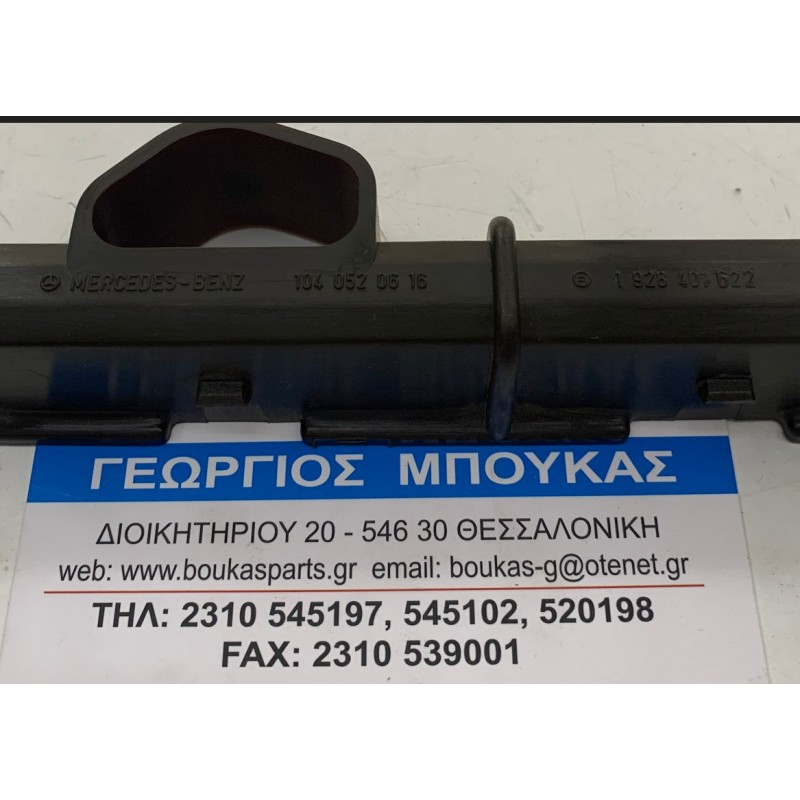 MERCEDES-BENZ 104 052 06 16 1 928 401 622
ΓΕΩΡΓΙΟΣ ΜΠΟΥΚΑΣ
ΔΙΟΙΚΗΤΗΡΙΟΥ 20 - 546 30 ΘΕΣΣΑΛΟΝΙΚΗ
web: www.boukasparts.gr email: boukas-g@otenet.gr
ΤΗΛ: 2310 545197, 545102, 520198
FAX: 2310 539001